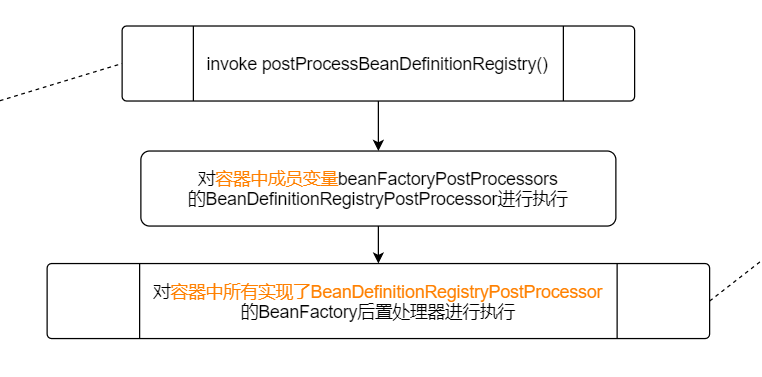 invoke postProcessBeanDefinitionRegistry()
对容器中成员变量beanFactoryPostProcessors
的BeanDefinitionRegistryPostProcessor进行执行
对容器中所有实现了BeanDefinitionRegistryPostProcessor
的BeanFactory后置处理器进行执行